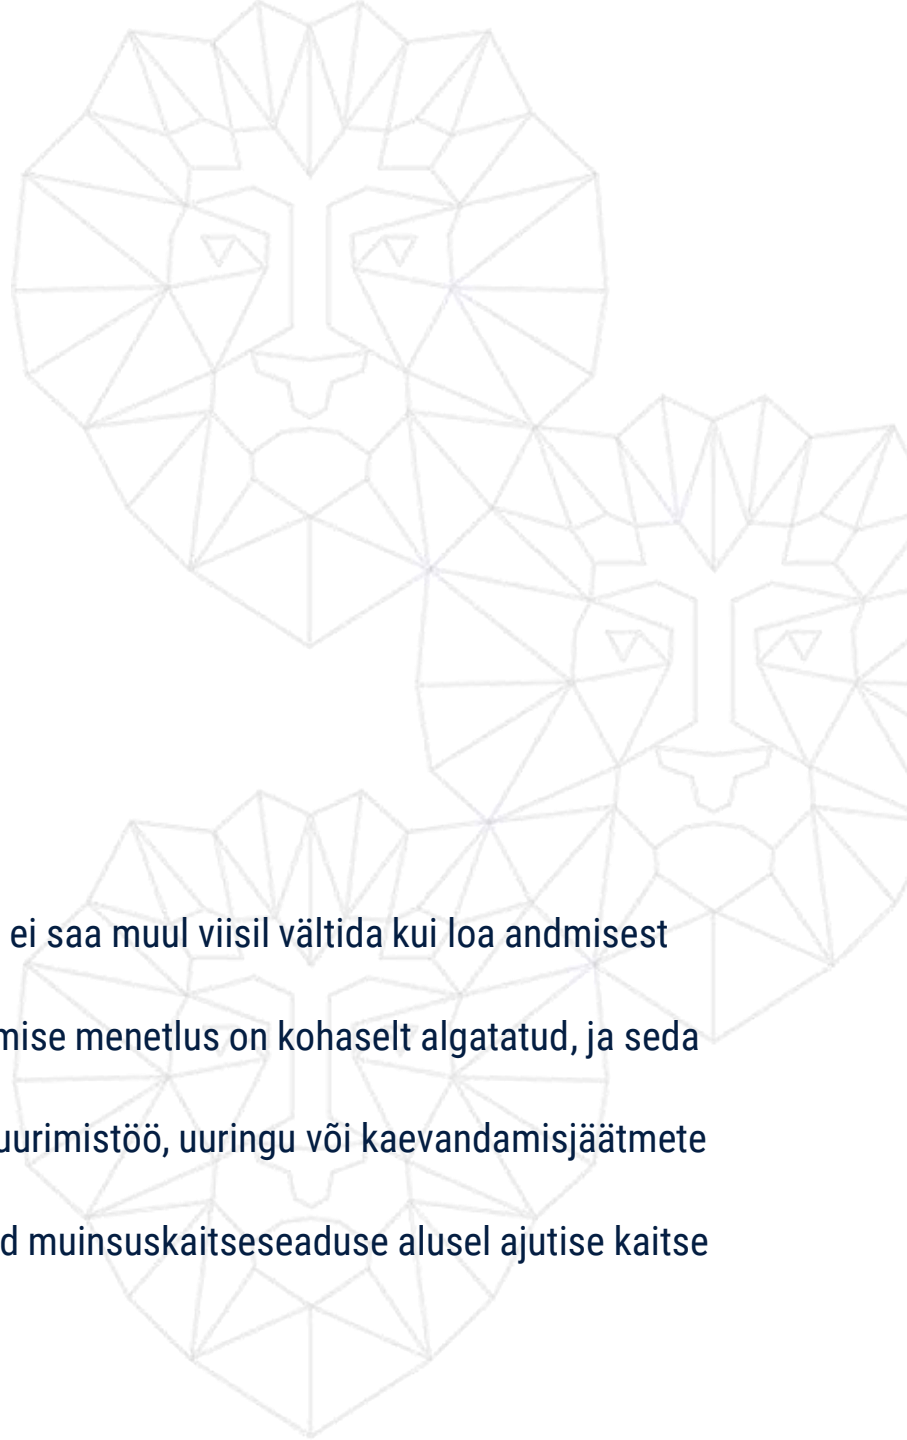 ei saa muul viisil vältida kui loa andmisest
mise menetlus on kohaselt algatatud, ja seda
uurimistöö, uuringu või kaevandamisjäätmete
d muinsuskaitseseaduse alusel ajutise kaitse